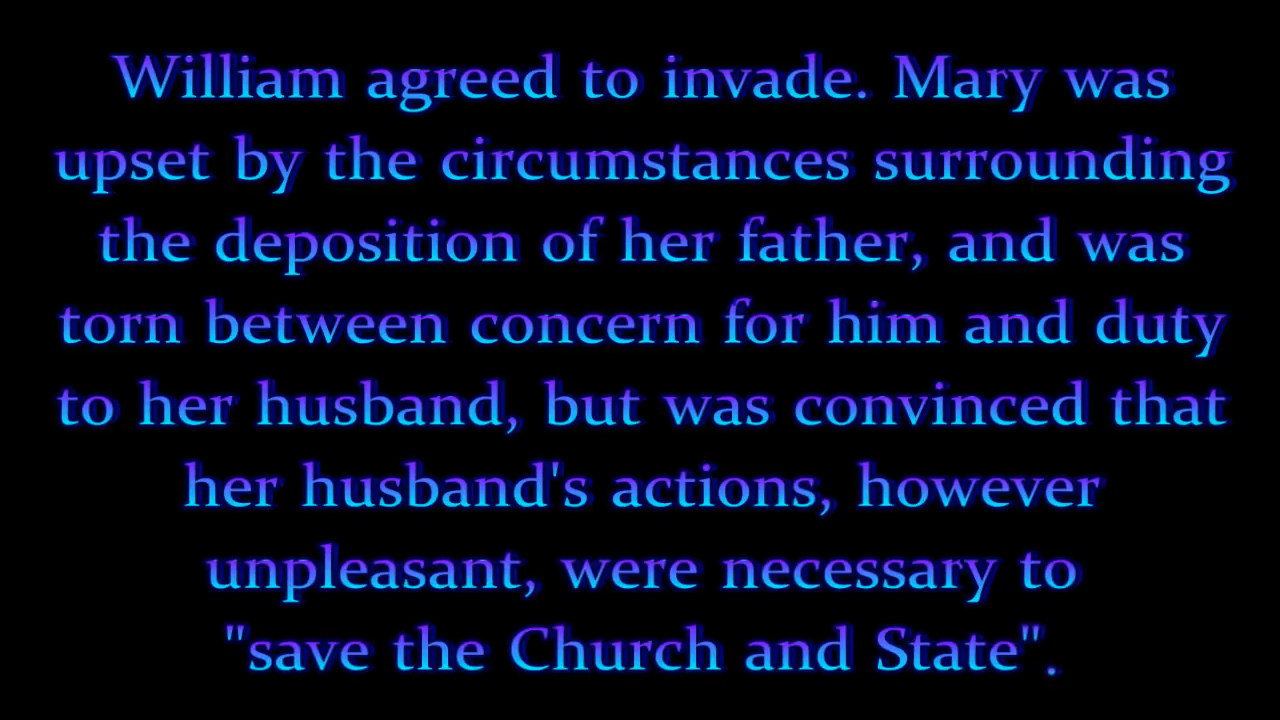 William agreed to invade. Mary was
upset by the circumstances surrounding
the deposition of her father, and was
torn between concern for him and duty
to her husband, but was convinced that
her husband's actions, however
unpleasant, were necessary to
"save the Church and State".